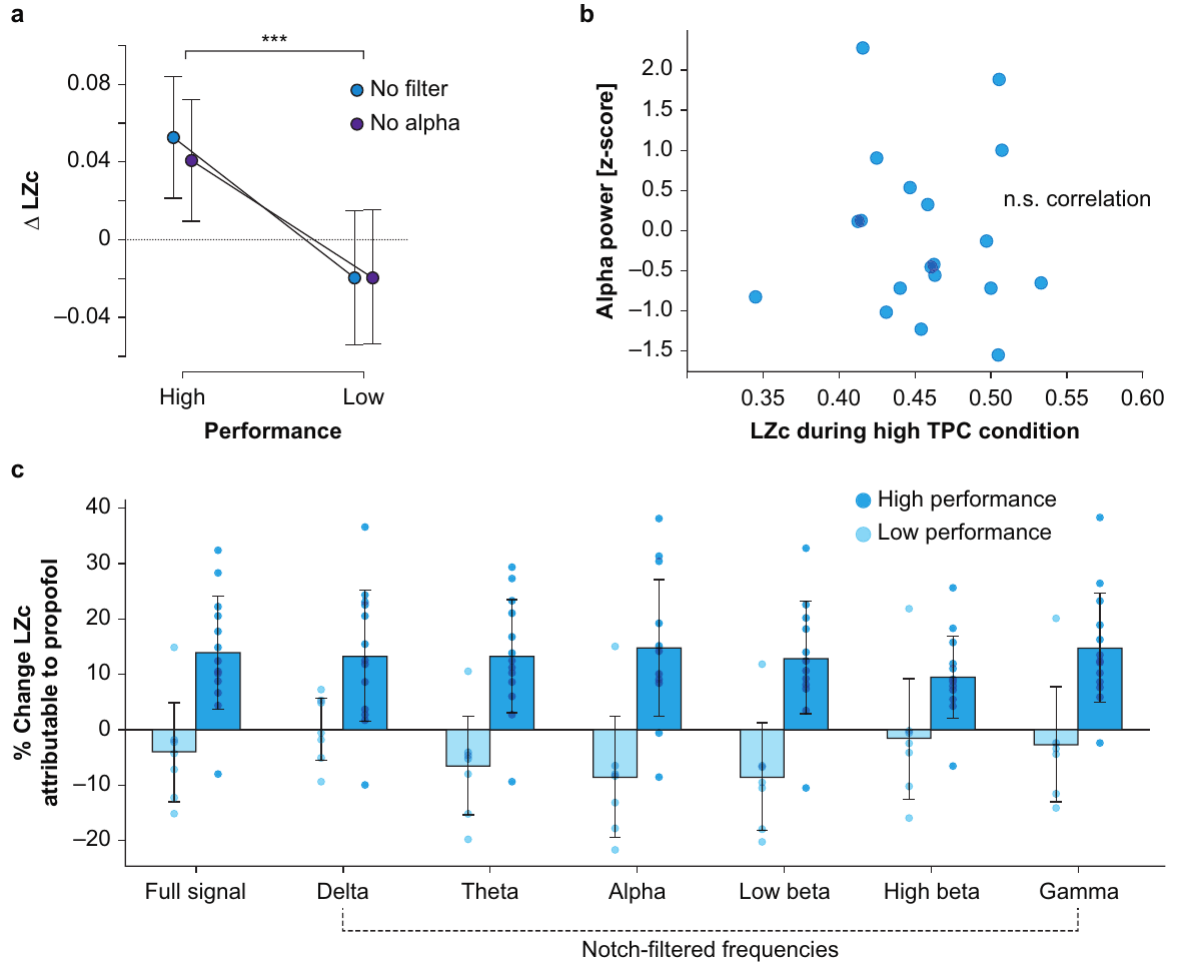 a
***
0.08
0.04
0
–0.04
Δ LZc
No filter
No alpha
High
Low
Performance
b
2.0
1.5
1.0
0.5
0.0
–0.5
–1.0
–1.5
Alpha power [z-score]
n.s. correlation
0.35 0.40 0.45 0.50 0.55 0.60
LZc during high TPC condition
c
40
30
20
10
0
–10
–20
% Change LZc
attributable to propofol
High performance
Low performance
Full signal Delta Theta Alpha Low beta High beta Gamma
Notch-filtered frequencies